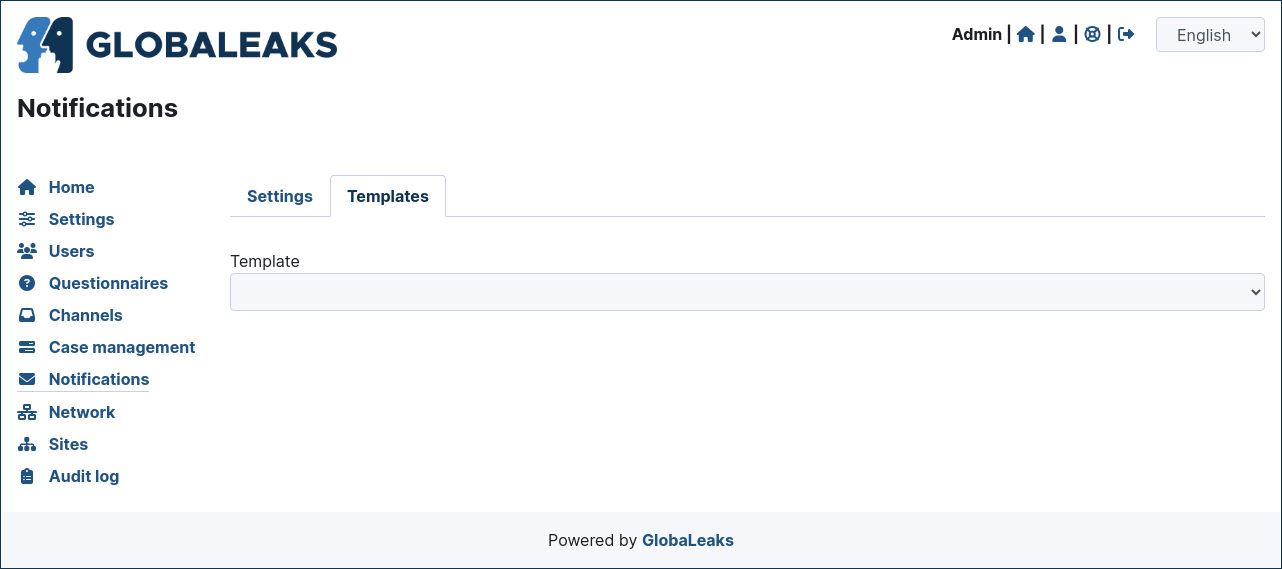 GLOBALEAKS
Admin | | | |
English
Notifications
Home
Settings
Users
Questionnaires
Channels
Case management
Notifications
Network
Sites
Audit log
Settings
Templates
Template
Powered by GlobaLeaks